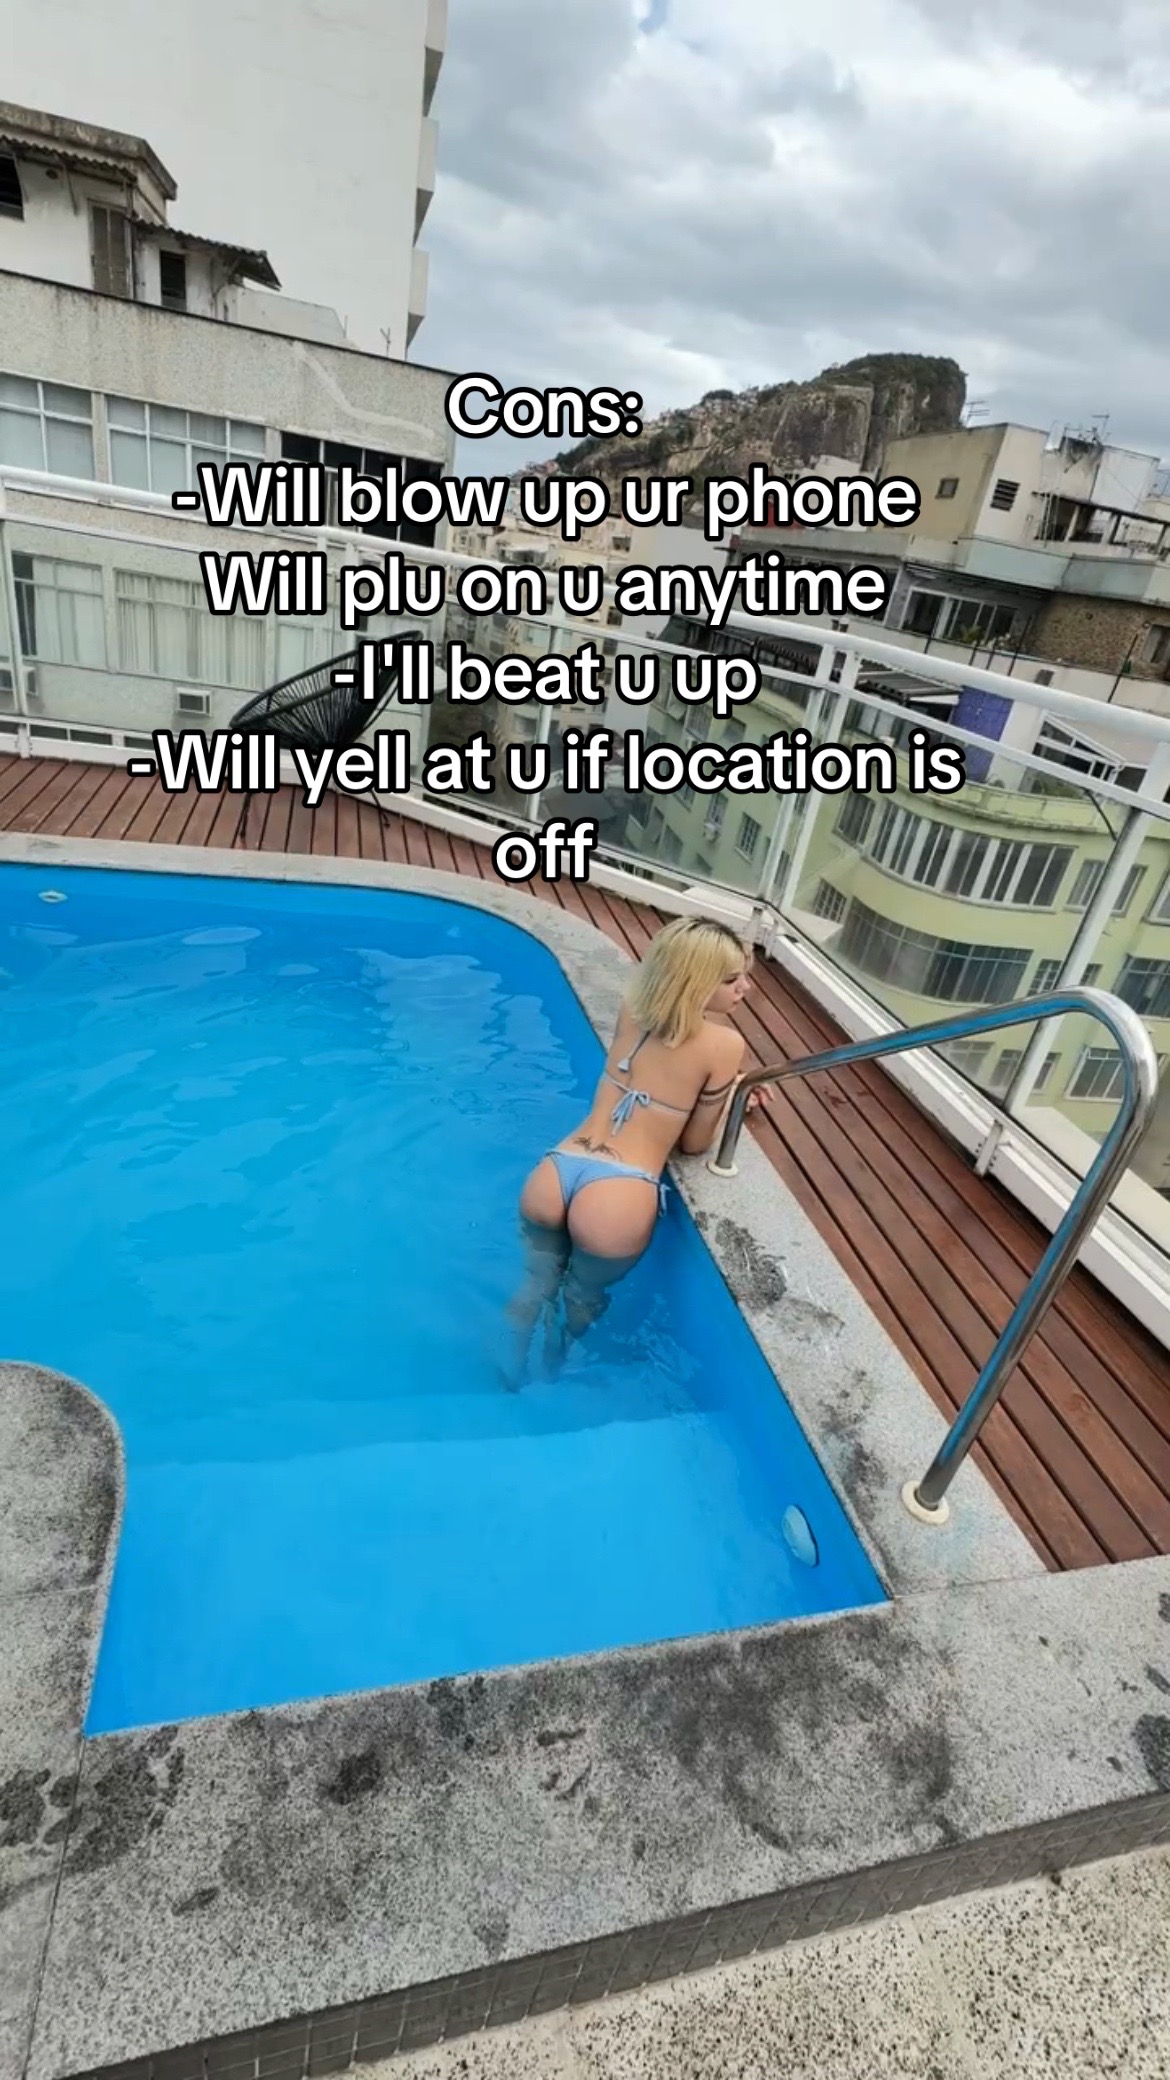 Cons:
-Will blow up ur phone
Will plu on u anytime
-I'll beat u up
-Will yell at u if location is
off